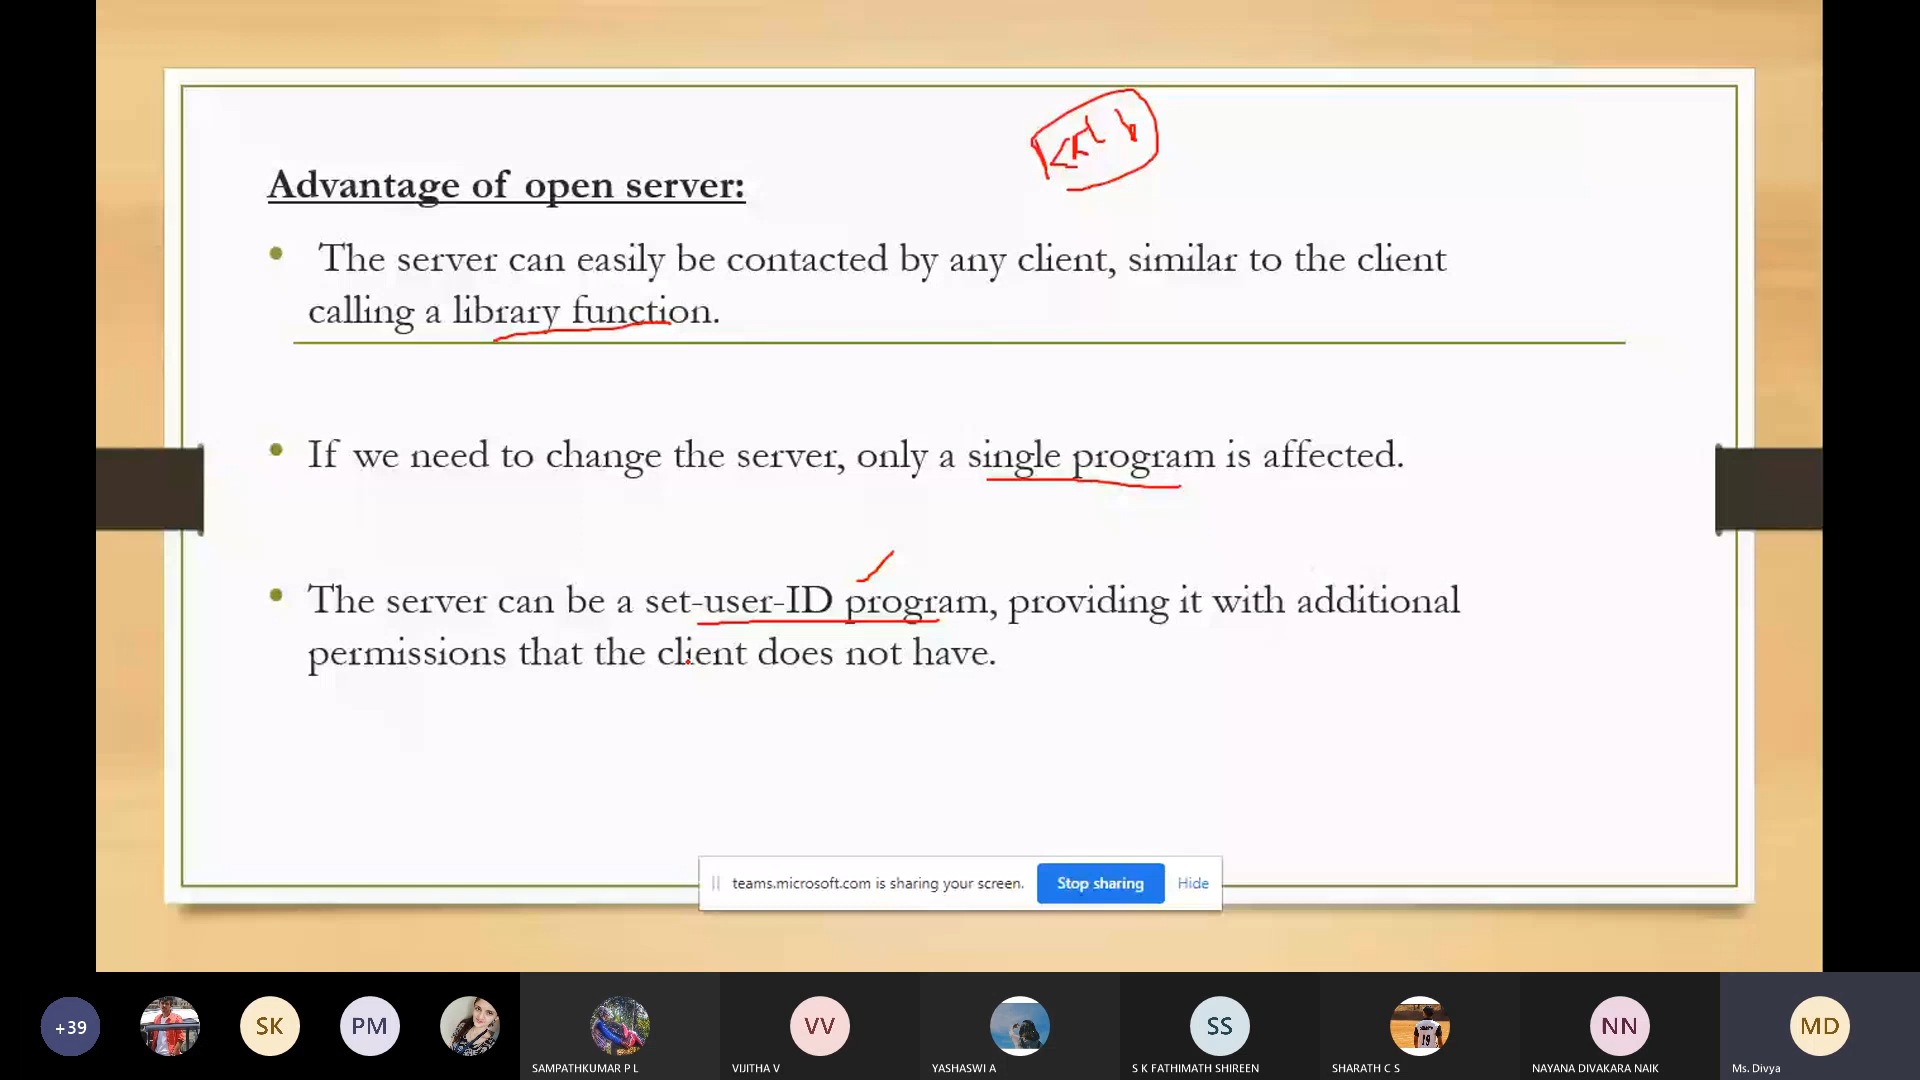 Advantage of open server:
• The server can easily be contacted by any client, similar to the client
calling a library function.
• If we need to change the server, only a single program is affected.
• The server can be a set-user-ID program, providing it with additional
permissions that the client does not have.
teams.microsoft.com is sharing your screen. Stop sharing Hide
+39 SK PM VV SS 19 NN MD
SAMPATHKUMAR P L VIJITHA V YASHASWI A S K FATHIMATH SHIREEN SHARATH C S NAYANA DIVAKARA NAIK Ms. Divya